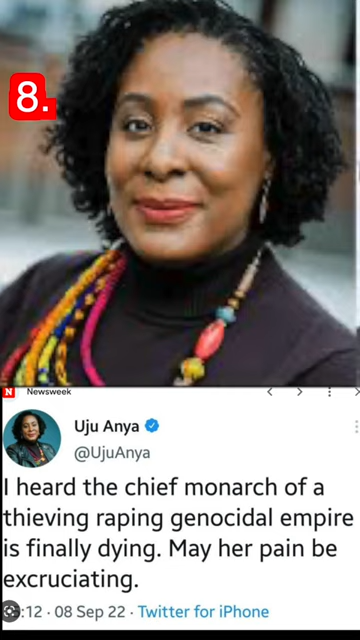 8.
N Newsweek
Uju Anya
@UjuAnya
I heard the chief monarch of a
thieving raping genocidal empire
is finally dying. May her pain be
excruciating.
:12 · 08 Sep 22 · Twitter for iPhone